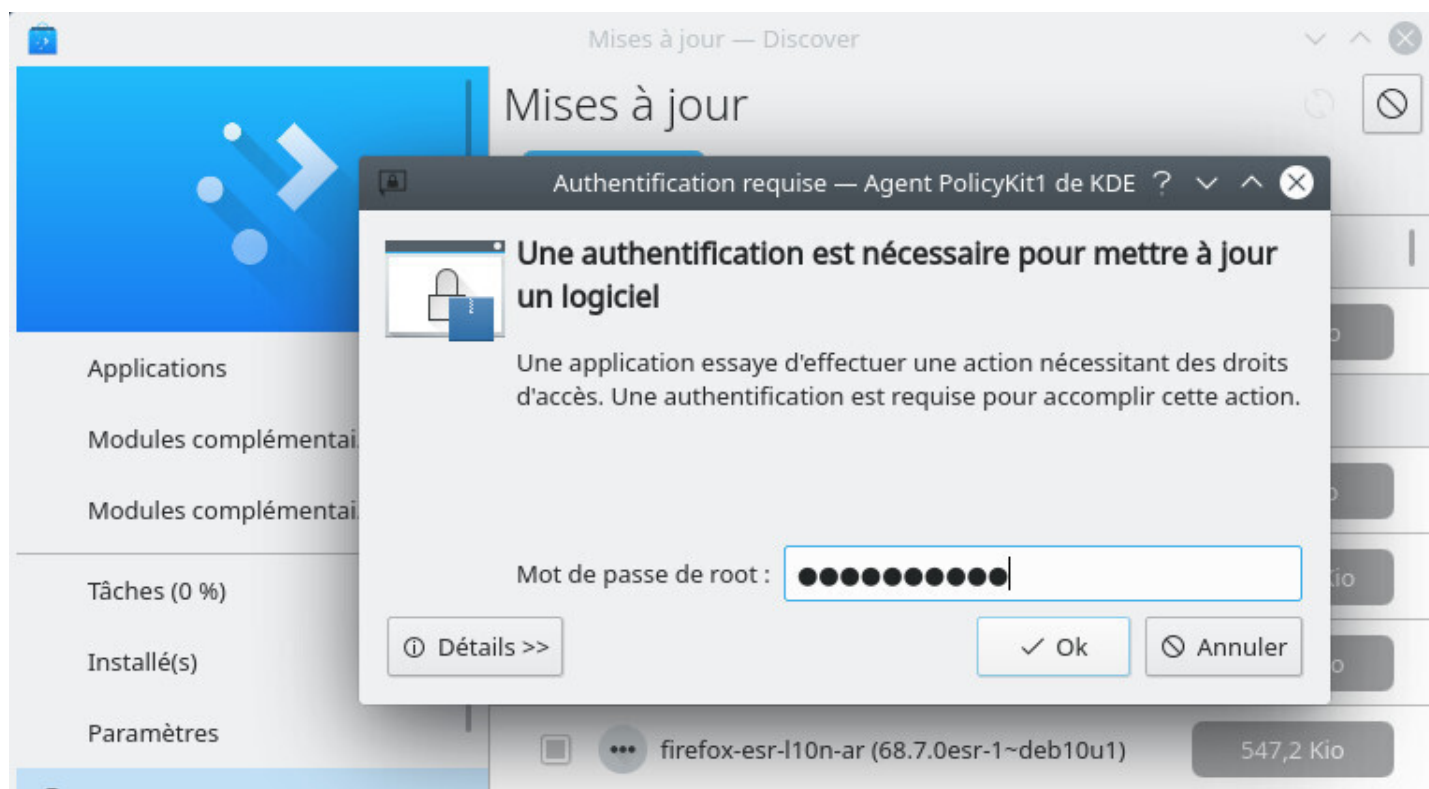 Mises à jour — Discover
Mises à jour
Authentification requise — Agent PolicyKit1 de KDE
Une authentification est nécessaire pour mettre à jour
un logiciel
Une application essaye d'effectuer une action nécessitant des droits
d'accès. Une authentification est requise pour accomplir cette action.
Mot de passe de root : ●●●●●●●●●●
Détails >>
Ok
Annuler
Applications
Modules complémentai
Modules complémentai
Tâches (0 %)
Installé(s)
Paramètres
firefox-esr-l10n-ar (68.7.0esr-1~deb10u1)
547,2 Kio